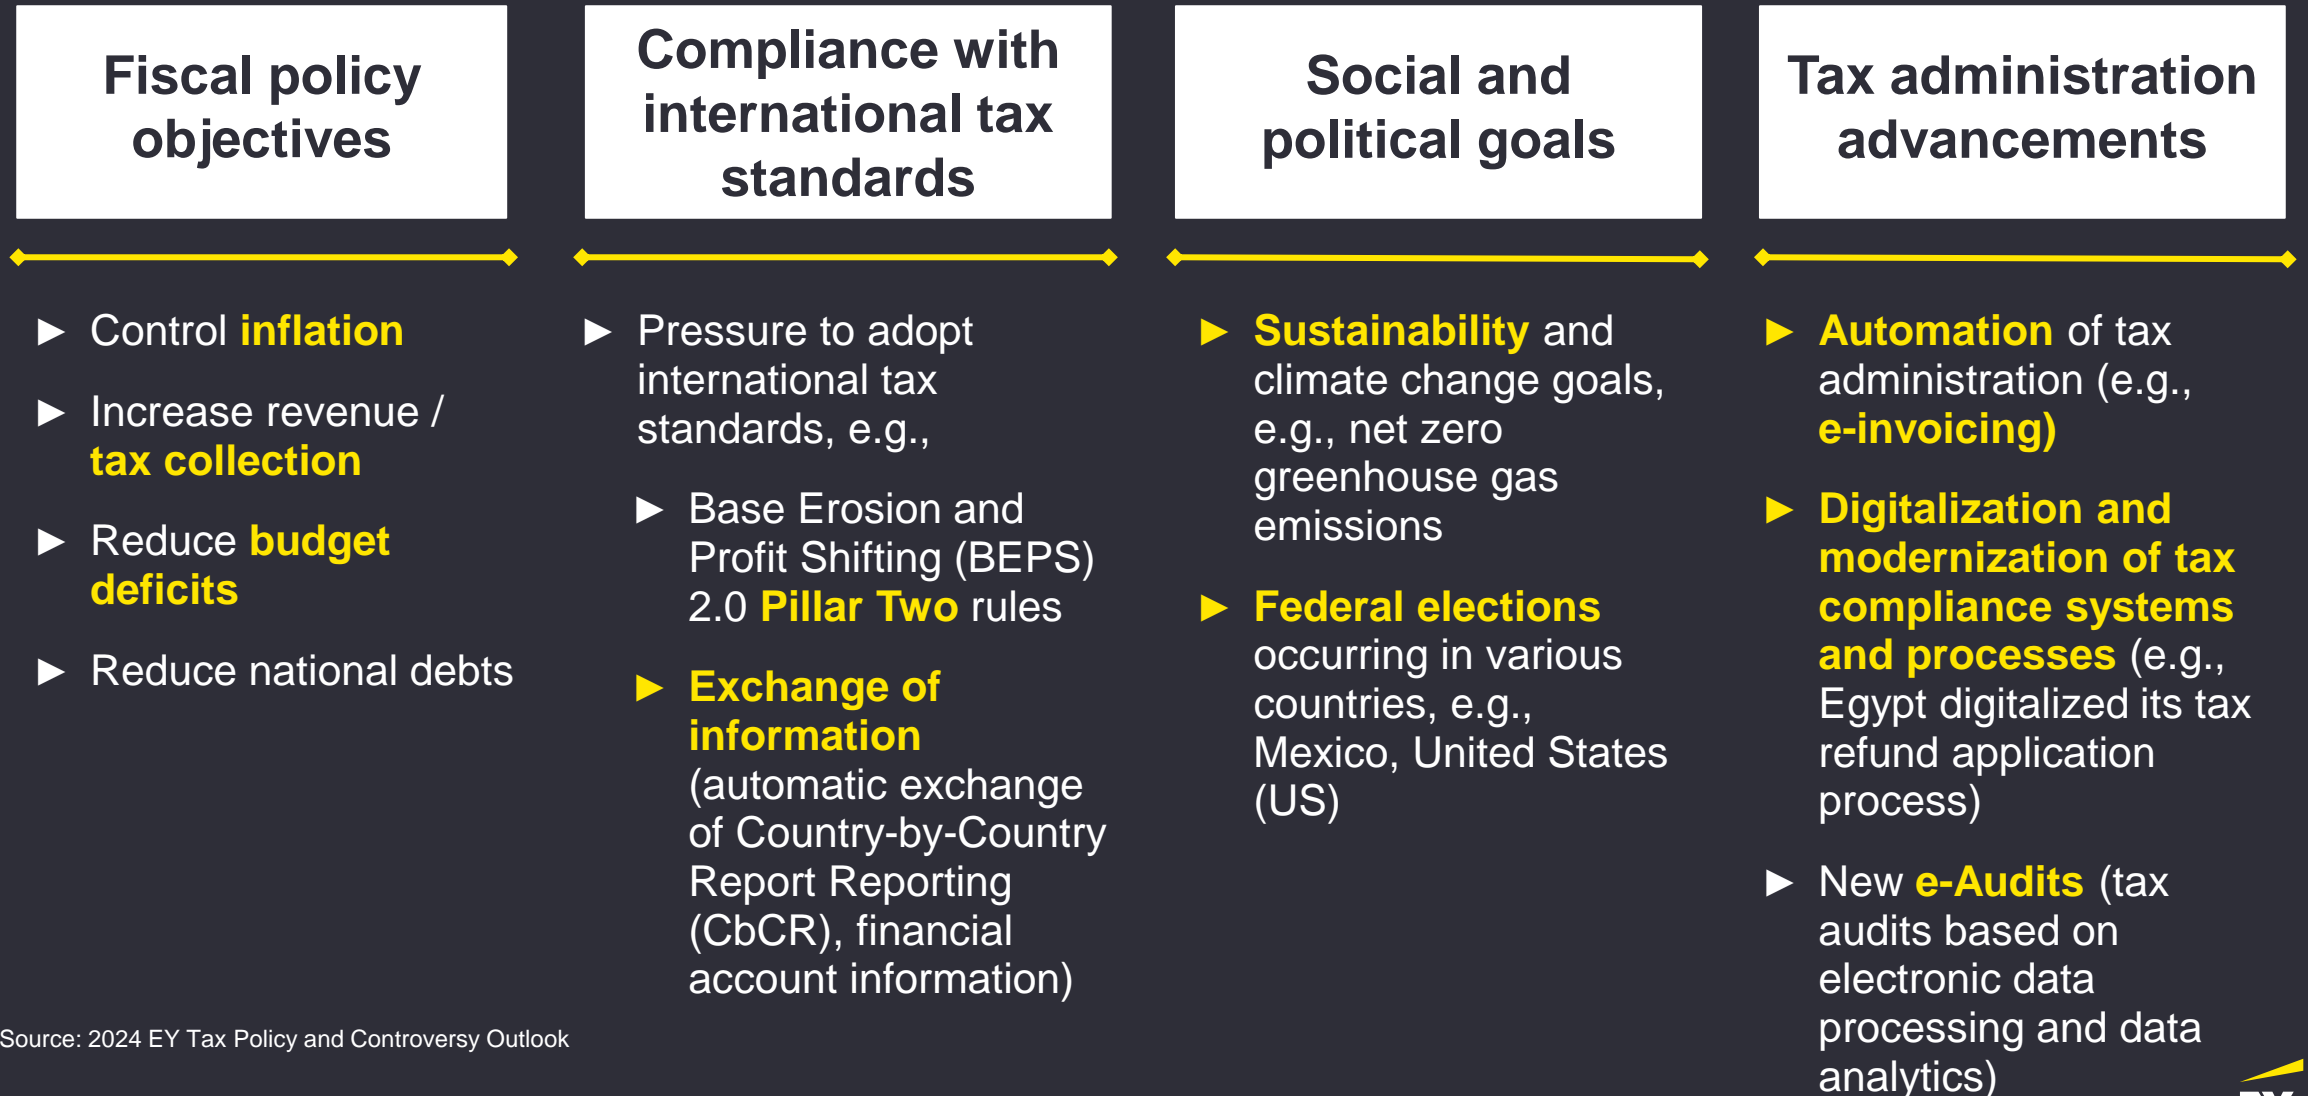 Fiscal policy
objectives
Compliance with
international tax
standards
Social and
political goals
Tax administration
advancements
► Control inflation
► Increase revenue /
tax collection
► Reduce budget
deficits
► Reduce national debts
► Pressure to adopt
international tax
standards, e.g.,
► Base Erosion and
Profit Shifting (BEPS)
2.0 Pillar Two rules
► Exchange of
information
(automatic exchange
of Country-by-Country
Report Reporting
(CbCR), financial
account information)
► Sustainability and
climate change goals,
e.g., net zero
greenhouse gas
emissions
► Federal elections
occurring in various
countries, e.g.,
Mexico, United States
(US)
► Automation of tax
administration (e.g.,
e-invoicing)
► Digitalization and
modernization of tax
compliance systems
and processes (e.g.,
Egypt digitalized its tax
refund application
process)
► New e-Audits (tax
audits based on
electronic data
processing and data
analytics)
Source: 2024 EY Tax Policy and Controversy Outlook